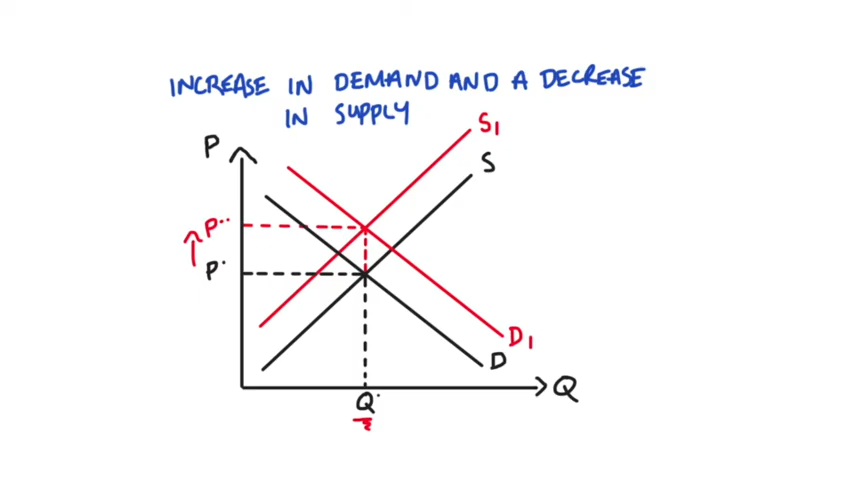 INCREASE IN DEMAND AND A DECREASE
IN SUPPLY
S1
P
S
P··
P·
D1
D
Q
Q·